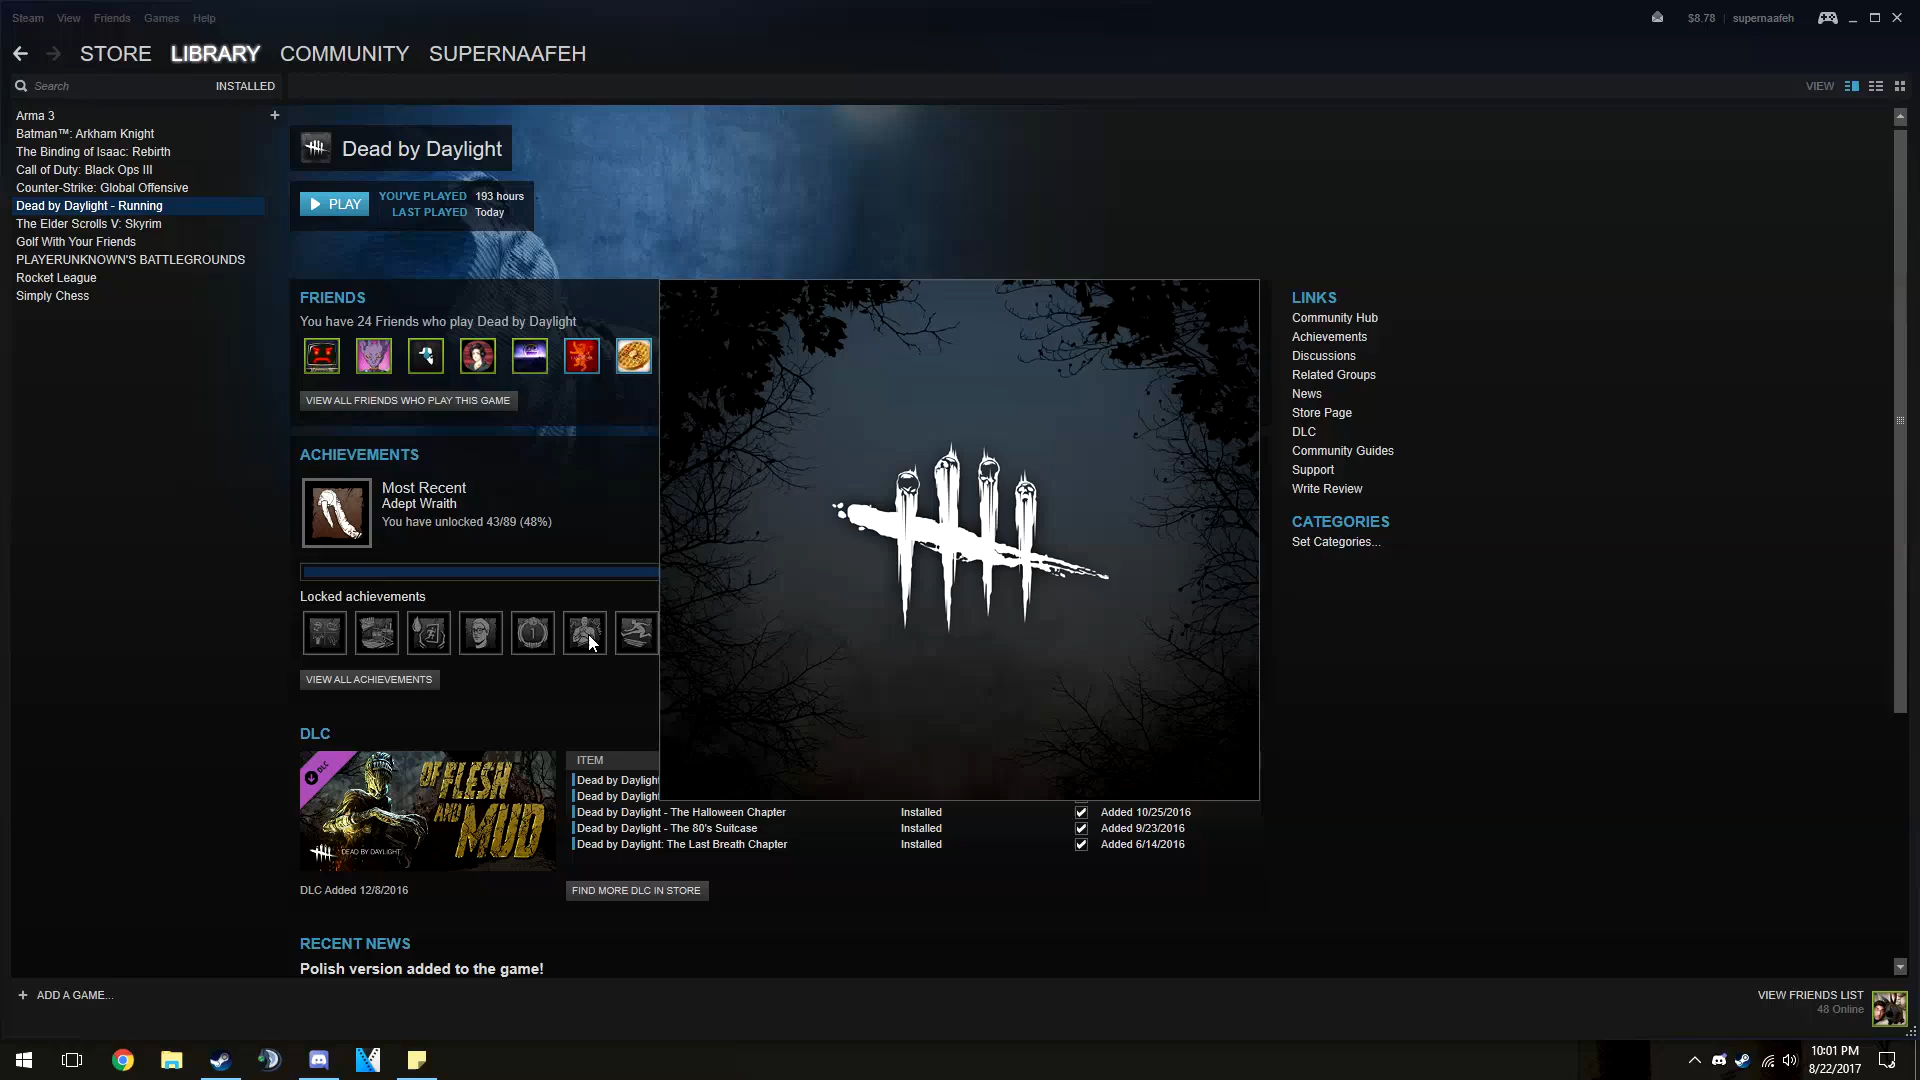 Steam View Friends Games Help
$8.78 supernaafeh
STORE LIBRARY COMMUNITY SUPERNAAFEH
Search INSTALLED
VIEW
Arma 3
Batman™: Arkham Knight
The Binding of Isaac: Rebirth
Call of Duty: Black Ops III
Counter-Strike: Global Offensive
Dead by Daylight - Running
The Elder Scrolls V: Skyrim
Golf With Your Friends
PLAYERUNKNOWN'S BATTLEGROUNDS
Rocket League
Simply Chess
Dead by Daylight
PLAY
YOU'VE PLAYED 193 hours
LAST PLAYED Today
FRIENDS
You have 24 Friends who play Dead by Daylight
VIEW ALL FRIENDS WHO PLAY THIS GAME
ACHIEVEMENTS
Most Recent
Adept Wraith
You have unlocked 43/89 (48%)
Locked achievements
1
VIEW ALL ACHIEVEMENTS
DLC
DLC
OF FLESH
AND MUD
DEAD BY DAYLIGHT
DLC Added 12/8/2016
ITEM
Dead by Daylight
Dead by Daylight
Dead by Daylight - The Halloween Chapter Installed Added 10/25/2016
Dead by Daylight - The 80's Suitcase Installed Added 9/23/2016
Dead by Daylight: The Last Breath Chapter Installed Added 6/14/2016
FIND MORE DLC IN STORE
RECENT NEWS
Polish version added to the game!
LINKS
Community Hub
Achievements
Discussions
Related Groups
News
Store Page
DLC
Community Guides
Support
Write Review
CATEGORIES
Set Categories...
ADD A GAME...
VIEW FRIENDS LIST
48 Online
10:01 PM
8/22/2017